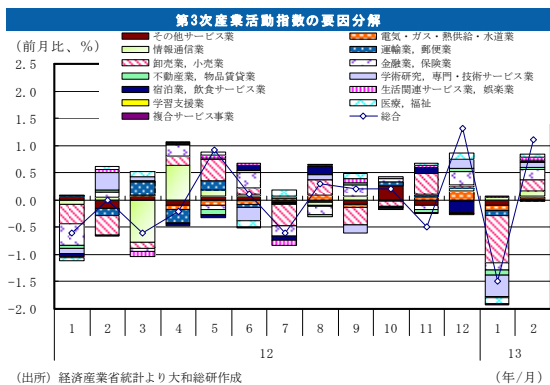 第3次産業活動指数の要因分解
（前月比、％）
その他サービス業
電気・ガス・熱供給・水道業
情報通信業
運輸業，郵便業
卸売業，小売業
金融業，保険業
不動産業，物品賃貸業
学術研究，専門・技術サービス業
宿泊業，飲食サービス業
生活関連サービス業，娯楽業
学習支援業
医療，福祉
複合サービス事業
総合
2.5
2.0
1.5
1.0
0.5
0.0
-0.5
-1.0
-1.5
-2.0
1 2 3 4 5 6 7 8 9 10 11 12 1 2
12 13
（出所）経済産業省統計より大和総研作成
（年/月）